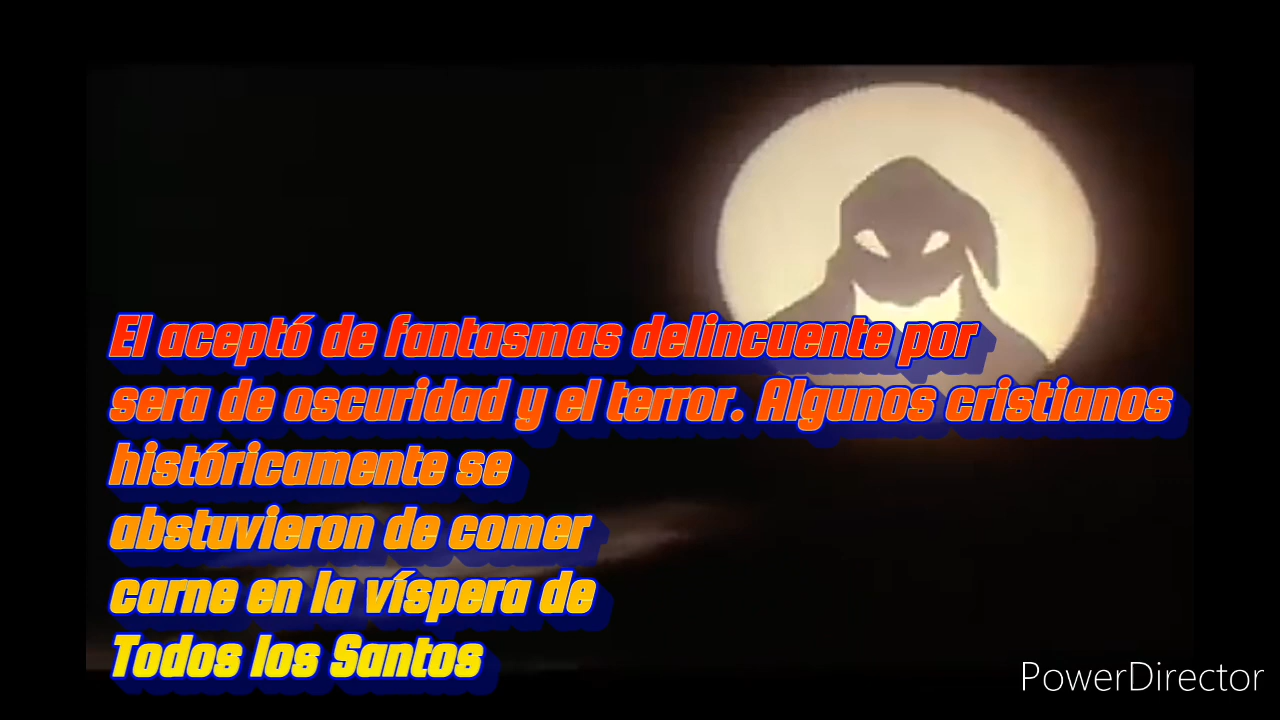 El aceptó de fantasmas delincuente por
sera de oscuridad y el terror. Algunos cristianos
históricamente se
abstuvieron de comer
carne en la víspera de
Todos los Santos
PowerDirector